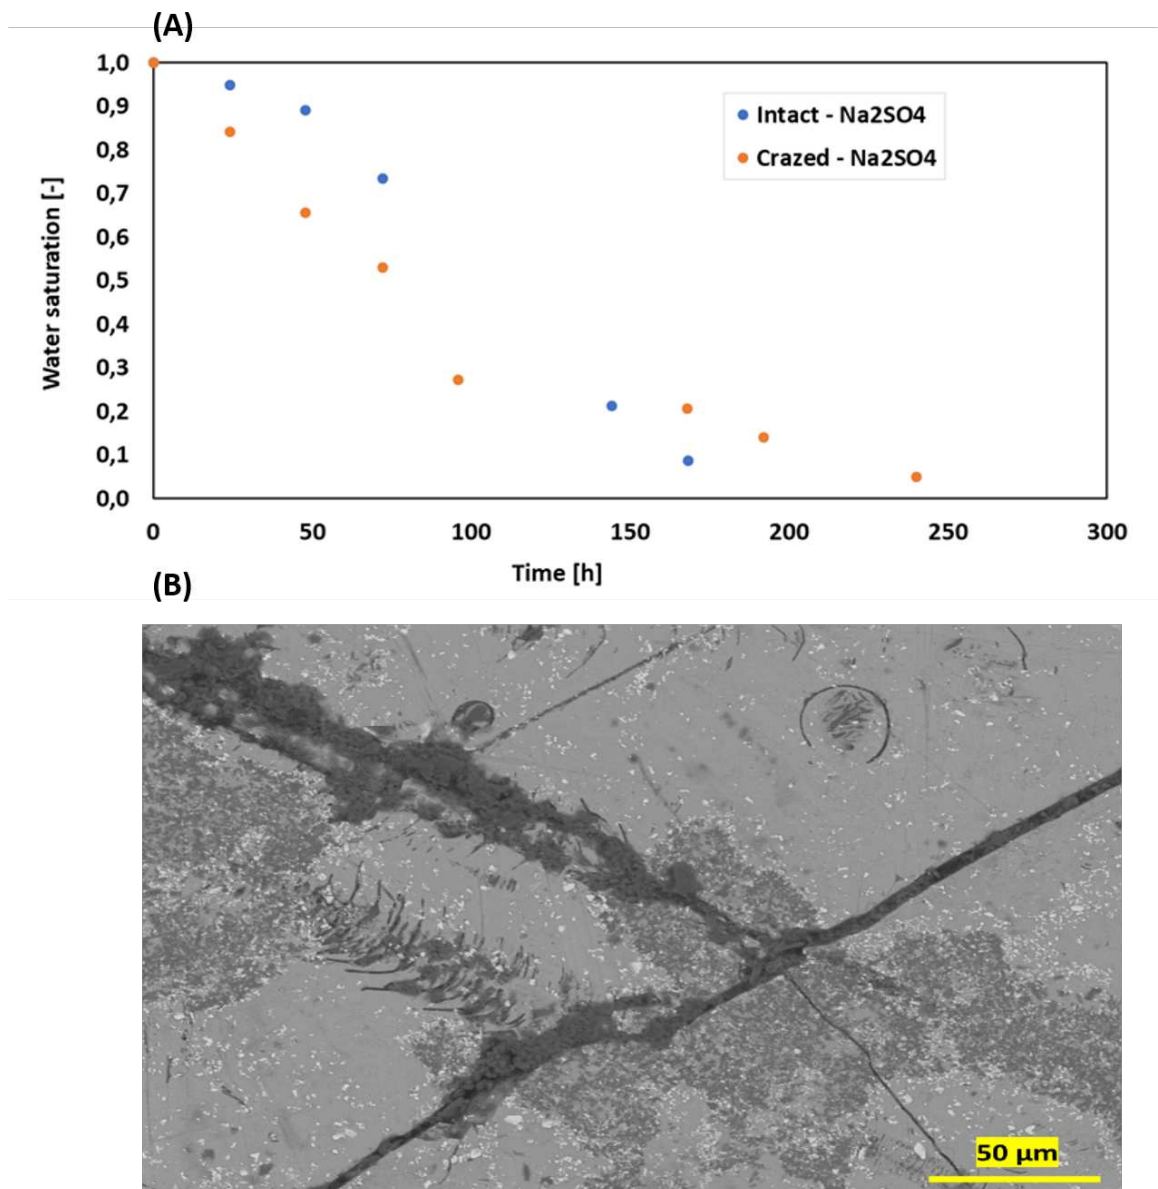 (A)
1,0
0,9
0,8
0,7
0,6
0,5
0,4
0,3
0,2
0,1
0,0
Water saturation [-]
Intact - Na2SO4
Crazed - Na2SO4
0 50 100 150 200 250 300
Time [h]
(B)
50 µm